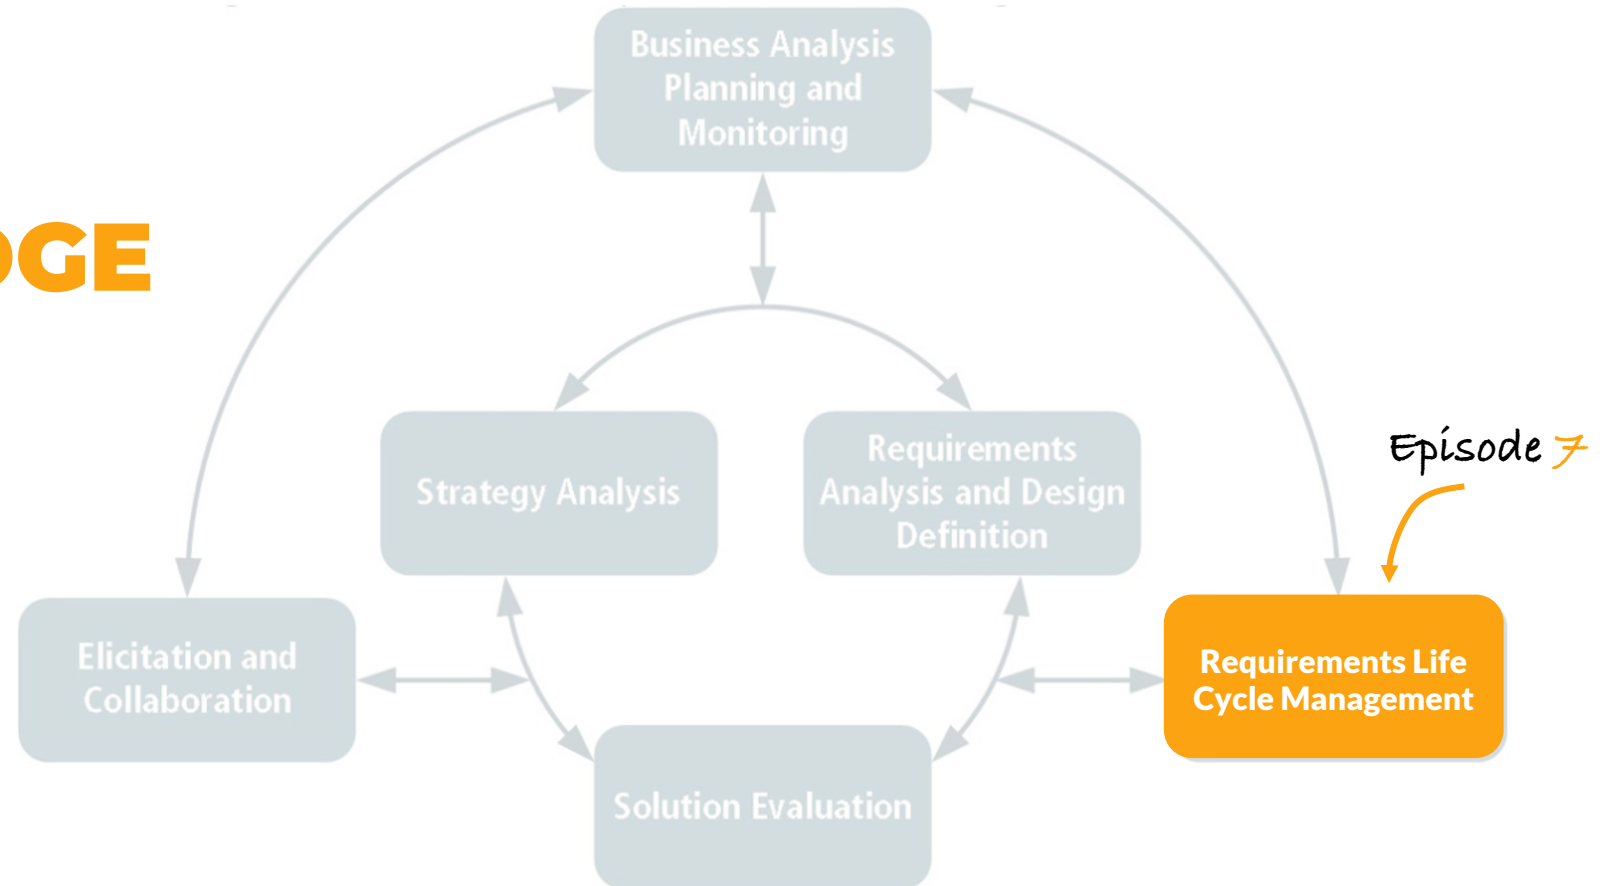 Business Analysis
Planning and
Monitoring
DGE
Strategy Analysis
Requirements
Analysis and Design
Definition
Episode 7
Elicitation and
Collaboration
Requirements Life
Cycle Management
Solution Evaluation